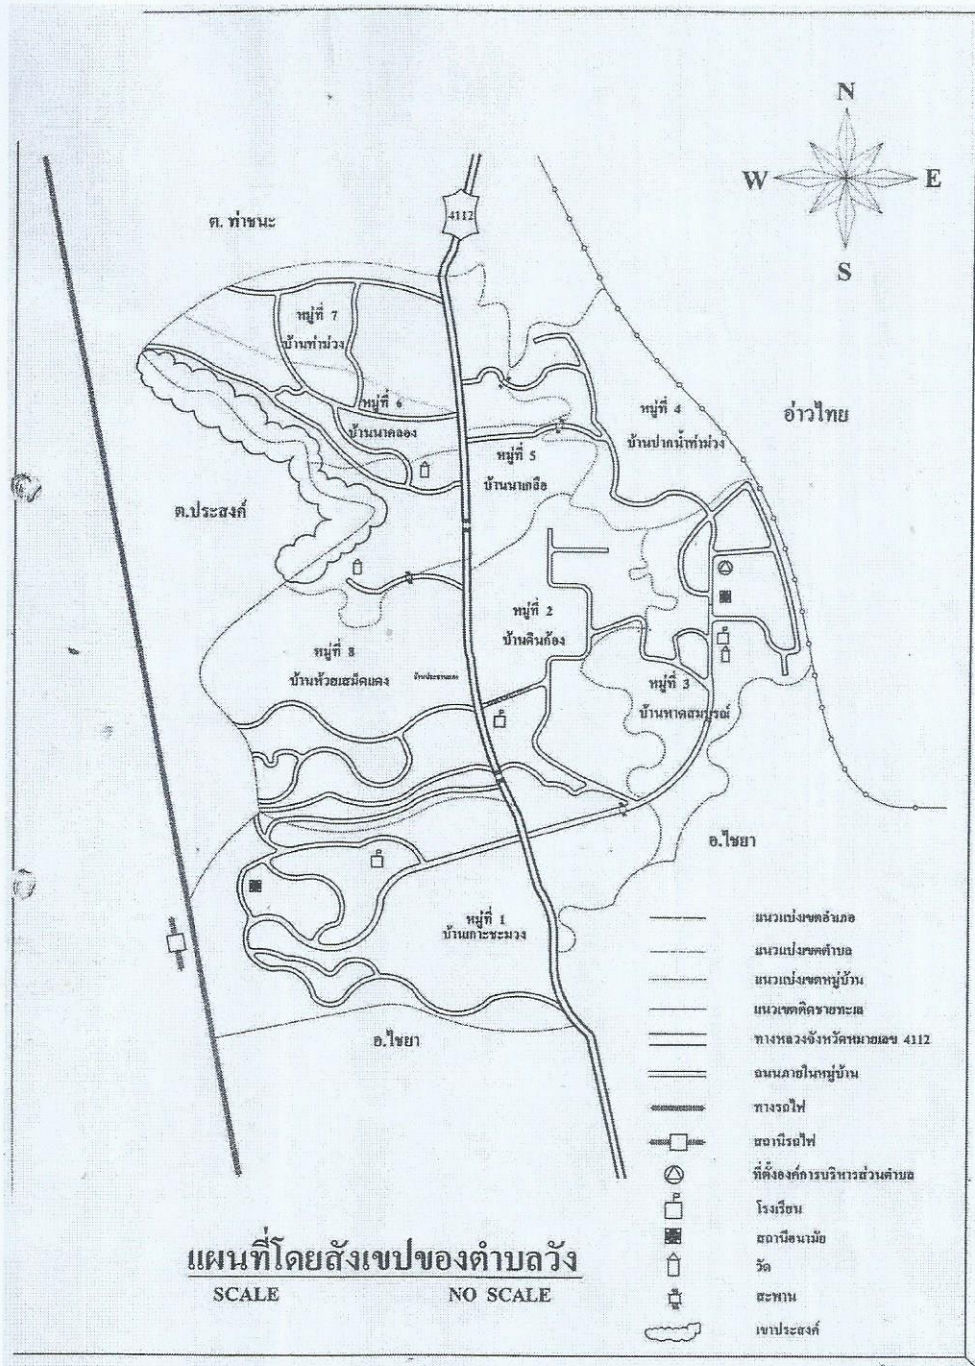 N
W E
S
ต. ท่าชนะ
4112
หมู่ที่ 7
บ้านท่าม่วง
หมู่ที่ 6
บ้านนาคลอง
หมู่ที่ 4
บ้านปากน้ำท่าม่วง
อ่าวไทย
หมู่ที่ 5
บ้านนาเกลือ
ต.ประสงค์
หมู่ที่ 2
บ้านดินก้อง
หมู่ที่ 8
บ้านห้วยเสม็ดแดง
หมู่ที่ 3
บ้านหาดสมบูรณ์
อ.ไชยา
หมู่ที่ 1
บ้านเกาะชะมวง
อ.ไชยา
แนวแบ่งเขตอำเภอ
แนวแบ่งเขตตำบล
แนวแบ่งเขตหมู่บ้าน
แนวเขตติดชายทะเล
ทางหลวงจังหวัดหมายเลข 4112
ถนนภายในหมู่บ้าน
ทางรถไฟ
สถานีรถไฟ
ที่ตั้งองค์การบริหารส่วนตำบล
โรงเรียน
สถานีอนามัย
วัด
สะพาน
เขาประสงค์
แผนที่โดยสังเขปของตำบลวัง
SCALE NO SCALE